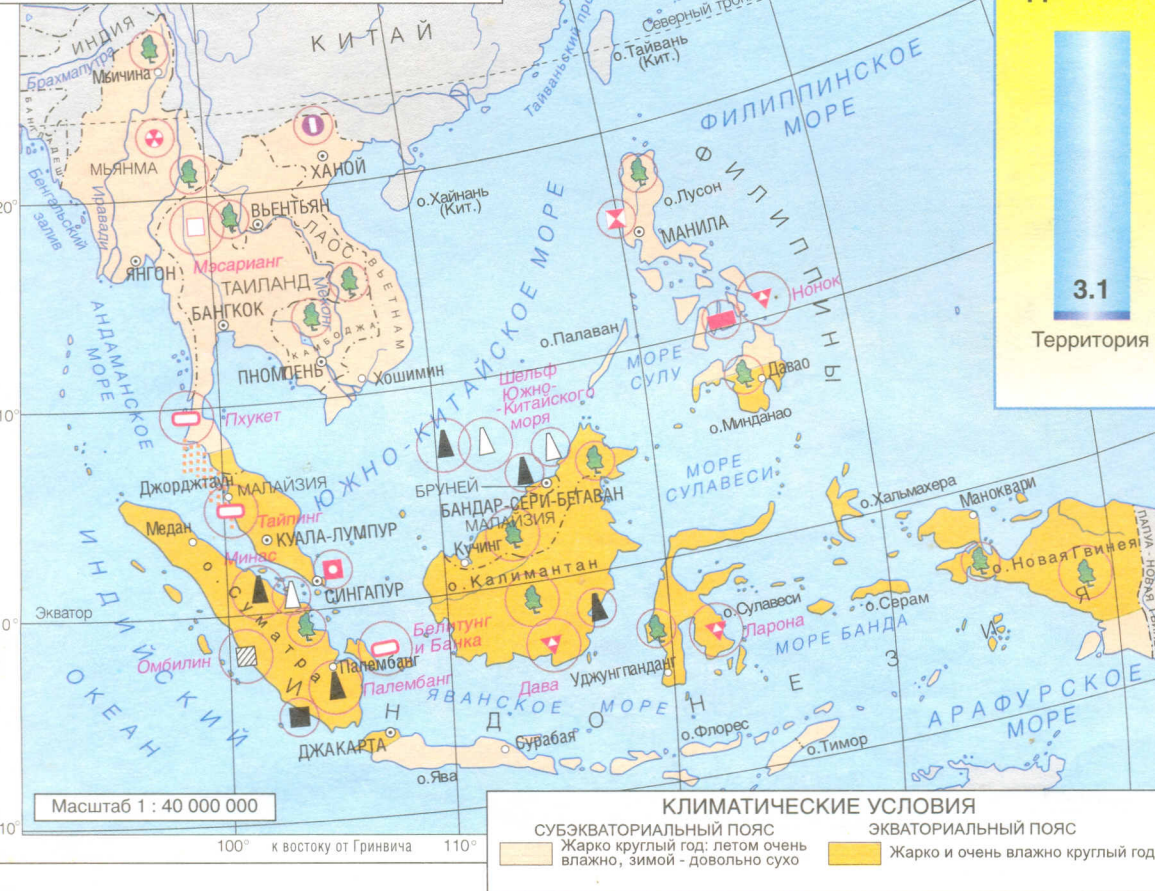 ИНДИЯ
КИТАЙ
Брахмапутра
Мьичина
Северный троп
о.Тайвань
(Кит.)
Тайваньский про
ФИЛИППИНСКОЕ
МОРЕ
БАНГЛАДЕШ
МЬЯНМА
ХАНОЙ
Бенгальский
залив
Иравади
о.Хайнань
(Кит.)
о.Лусон
ФИЛИППИНЫ
20°
ВЬЕНТЬЯН
ЛАОС
ВЬЕТНАМ
МАНИЛА
ЯНГОН
Мэсарианг
ТАИЛАНД
Меконг
БАНГКОК
КАМБОДЖА
Нонок
3.1
Территория
АНДАМАНСКОЕ
МОРЕ
ПНОМПЕНЬ
Хошимин
о.Палаван
МОРЕ
СУЛУ
Давао
Шельф
Южно-
-Китайского
моря
10°
Пхукет
ЮЖНО-КИТАЙСКОЕ МОРЕ
о.Минданао
Джорджтаун
МАЛАЙЗИЯ
БРУНЕЙ
БАНДАР-СЕРИ-БЕГАВАН
МОРЕ
СУЛАВЕСИ
о.Хальмахера
Маноквари
Медан
Тайпинг
КУАЛА-ЛУМПУР
МАЛАЙЗИЯ
Кучинг
Минас
СИНГАПУР
о.Калимантан
о.Новая Гвинея
ПАПУА - НОВАЯ ГВИ
Экватор
0°
о.Суматра
Белитунг
и Банка
о.Сулавеси
о.Серам
Ларона
МОРЕ БАНДА
Омбилин
Палембанг
Палембанг
Дава
Уджунгпанданг
ИНДИЙСКИЙ
ОКЕАН
ЯВАНСКОЕ МОРЕ
ИНДОНЕЗИЯ
АРАФУРСКОЕ
МОРЕ
ДЖАКАРТА
Сурабая
о.Флорес
о.Тимор
о.Ява
Масштаб 1 : 40 000 000
10°
100°
к востоку от Гринвича
110°
КЛИМАТИЧЕСКИЕ УСЛОВИЯ
СУБЭКВАТОРИАЛЬНЫЙ ПОЯС
ЭКВАТОРИАЛЬНЫЙ ПОЯС
Жарко круглый год: летом очень
влажно, зимой - довольно сухо
Жарко и очень влажно круглый год